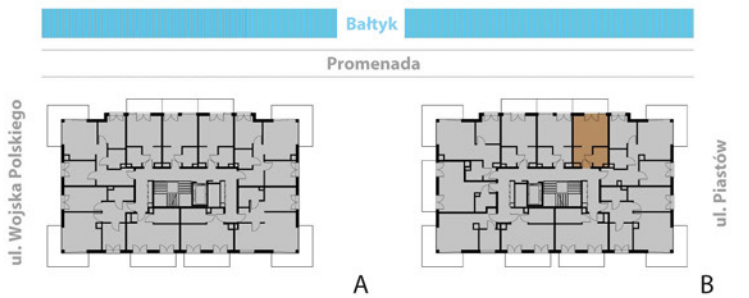 Bałtyk
Promenada
ul. Wojska Polskiego
ul. Piastów
A
B